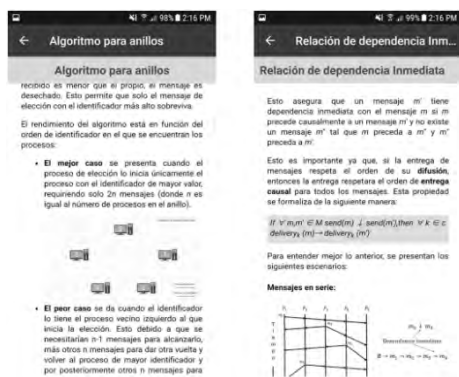 98% 2:16 PM
Algoritmo para anillos
Algoritmo para anillos
recibido es menor que el propio, el mensaje es
desechado. Esto permite que solo el mensaje de
elección con el identificador más alto sobreviva.
El rendimiento del algoritmo está en función del
orden de identificador en el que se encuentran los
procesos:
• El mejor caso se presenta cuando el
proceso de elección lo inicia únicamente el
proceso con el identificador de mayor valor,
requiriendo solo 2n mensajes (donde n es
igual al número de procesos en el anillo).
• El peor caso se da cuando el identificador
lo tiene el proceso vecino izquierdo al que
inicia la elección. Esto debido a que se
necesitarían n-1 mensajes para alcanzarlo,
más otros n mensajes para dar otra vuelta y
volver al proceso de mayor identificador y
por posteriormente otros n mensajes para
99% 2:16 PM
Relación de dependencia Inm...
Relación de dependencia Inmediata
Esto asegura que un mensaje m' tiene
dependencia inmediata con el mensaje m si m
precede causalmente a un mensaje m' y no existe
un mensaje m" tal que m preceda a m" y m"
preceda a m'.
Esto es importante ya que, si la entrega de
mensajes respeta el orden de su difusión,
entonces la entrega respetara el orden de entrega
causal para todos los mensajes. Esta propiedad
se formaliza de la siguiente manera:
If ∀ m,m' ∈ M send(m) ↓ send(m'),then ∀ k ∈ c
delivery_k (m)→ delivery_k (m')
Para entender mejor lo anterior, se presentan los
siguientes escenarios:
Mensajes en serie:
Dependencia inmediata